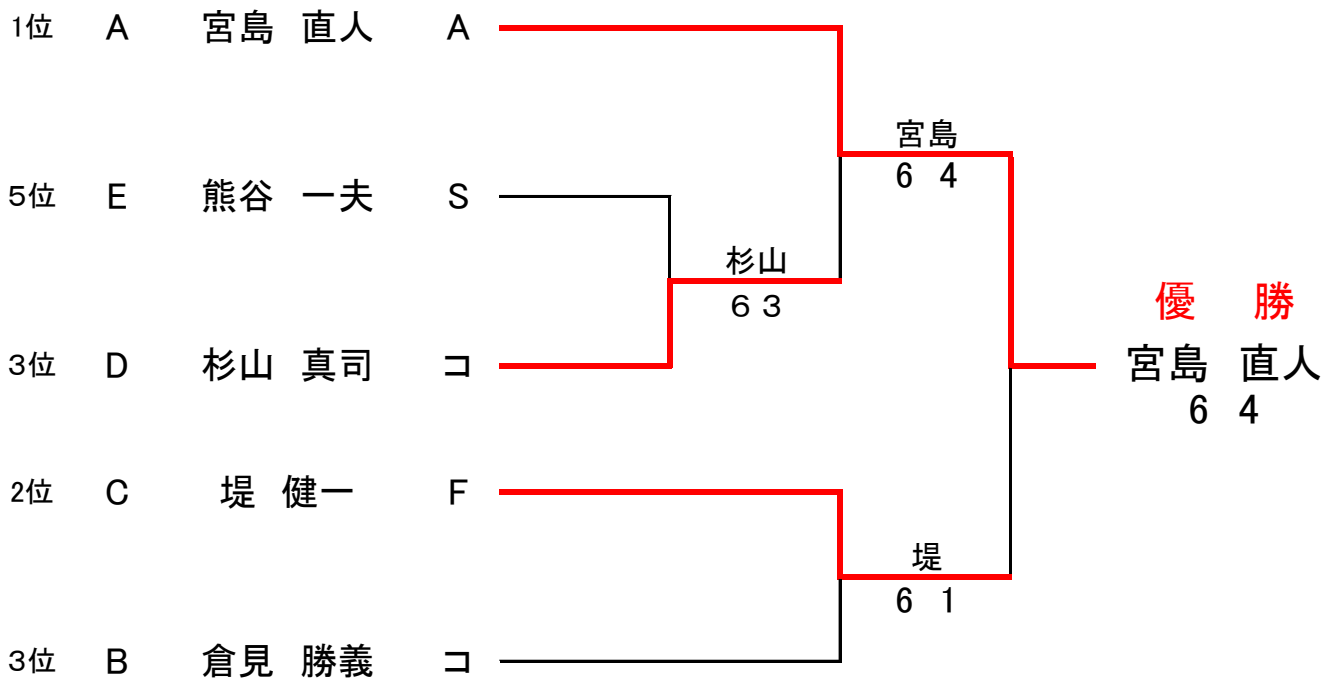 1位 A 宮島 直人 A
宮島
6 4
5位 E 熊谷 一夫 S
杉山
６３
優 勝
宮島 直人
6 4
３位 D 杉山 真司 コ
2位 C 堤 健一 F
堤
6 1
３位 B 倉見 勝義 コ